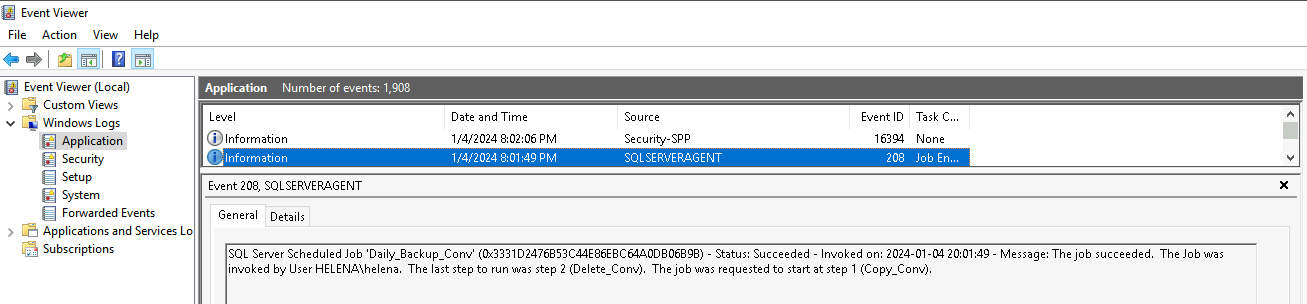 Event Viewer
File Action View Help
Event Viewer (Local)
Custom Views
Windows Logs
Application
Security
Setup
System
Forwarded Events
Applications and Services Lo
Subscriptions
Application Number of events: 1,908
Level Date and Time Source Event ID Task C...
Information 1/4/2024 8:02:06 PM Security-SPP 16394 None
Information 1/4/2024 8:01:49 PM SQLSERVERAGENT 208 Job En...
Event 208, SQLSERVERAGENT
General Details
SQL Server Scheduled Job 'Daily_Backup_Conv' (0x3331D2476B53C44E86EBC64A0DB06B9B) - Status: Succeeded - Invoked on: 2024-01-04 20:01:49 - Message: The job succeeded. The Job was
invoked by User HELENA\helena. The last step to run was step 2 (Delete_Conv). The job was requested to start at step 1 (Copy_Conv).